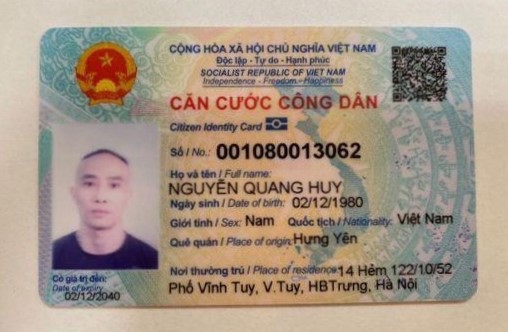 CỘNG HÒA XÃ HỘI CHỦ NGHĨA VIỆT NAM
Độc lập - Tự do - Hạnh phúc
SOCIALIST REPUBLIC OF VIET NAM
Independence - Freedom - Happiness
CĂN CƯỚC CÔNG DÂN
Citizen Identity Card
Số / No.: 001080013062
Họ và tên / Full name:
NGUYỄN QUANG HUY
Ngày sinh / Date of birth: 02/12/1980
Giới tính / Sex: Nam Quốc tịch / Nationality: Việt Nam
Quê quán / Place of origin: Hưng Yên
Nơi thường trú / Place of residence: 14 Hẻm 122/10/52
Phố Vĩnh Tuy, V.Tuy, HBTrưng, Hà Nội
Có giá trị đến:
Date of expiry
02/12/2040